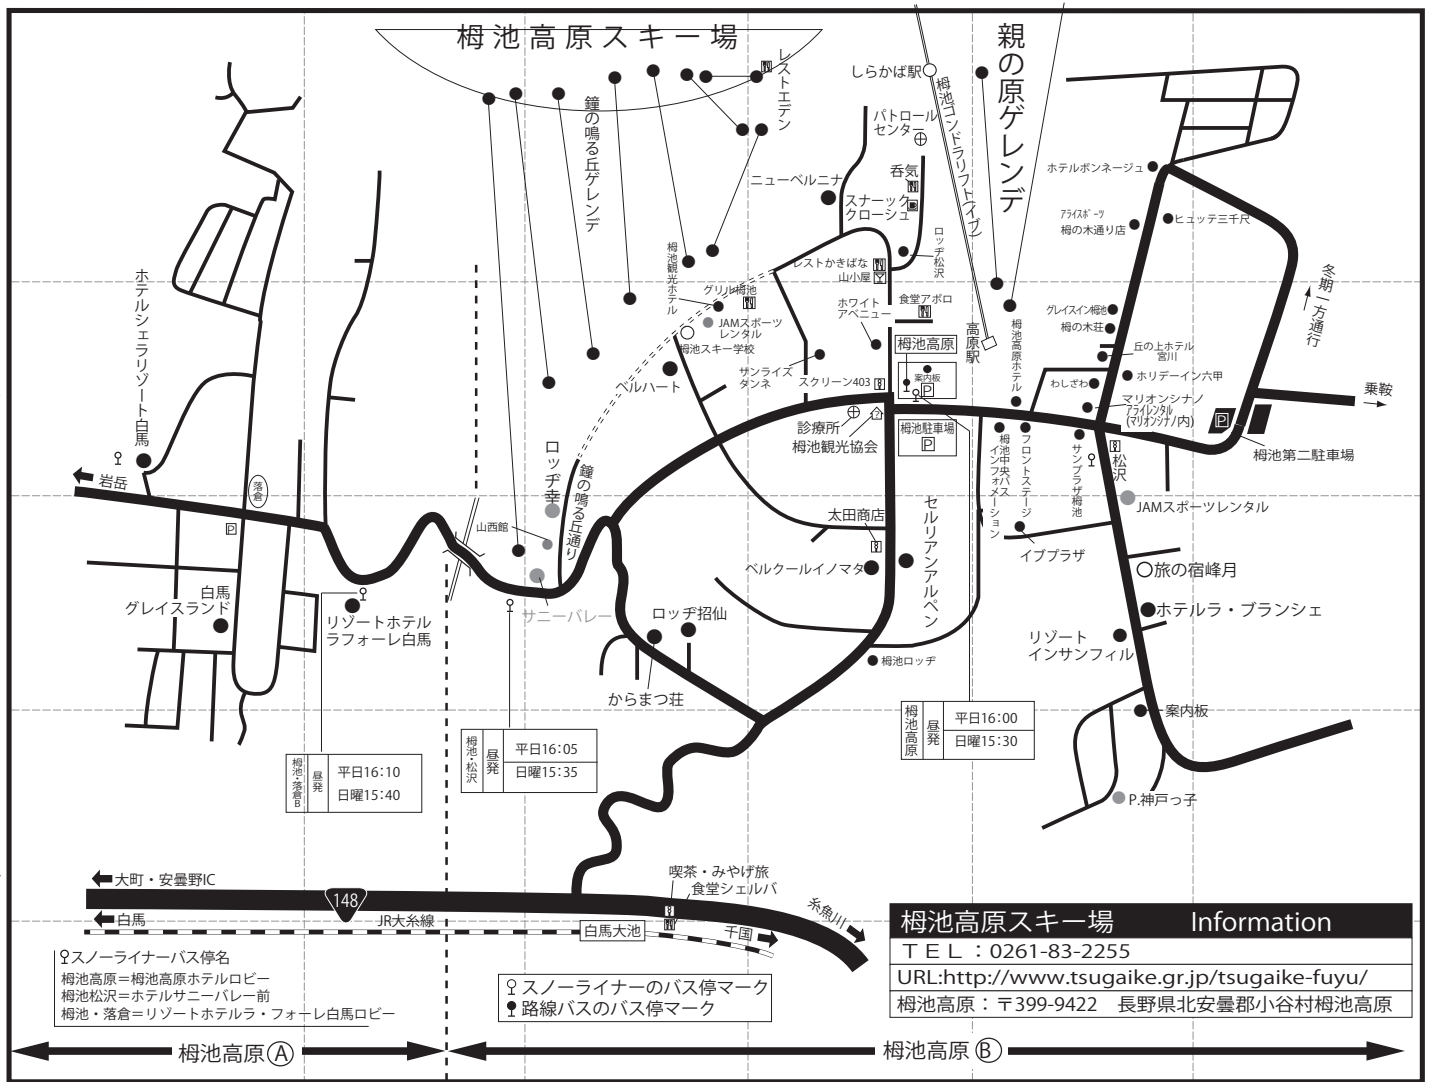 栂池高原スキー場
親の原ゲレンデ
レストエデン
しらかば駅
栂池ゴンドラリフト(イブ)
鐘の鳴る丘ゲレンデ
パトロール
センター
呑気
ニューベルニナ
スナック
クローシュ
ロッヂ松沢
ホテルボンネージュ
アライスポーツ
栂の木通り店
ヒュッテ三千尺
冬期一方通行
乗鞍
ホテルシェラリゾート白馬
栂池観光ホテル
グリル栂池
JAMスポーツ
レンタル
栂池スキー学校
レストかきばな
山小屋
ホワイト
アベニュー
食堂アポロ
栂池高原
高原駅
案内板
P
栂池高原ホテル
グレイスイン栂池
栂の木荘
丘の上ホテル
宮川
わしざわ
ホリデーイン六甲
マリオンシナノ
アライレンタル
(マリオンシナノ内)
P
栂池第二駐車場
ベルハート
サンライズ
タンネ
スクリーン403
診療所
栂池観光協会
栂池駐車場
P
栂池中央バス
インフォメーション
フロントステージ
サンプラザ栂池
松沢
JAMスポーツレンタル
岩岳
落倉
P
ロッヂ幸
鐘の鳴る丘通り
山西館
サニーバレー
太田商店
ベルクールイノマタ
セルリアンアルペン
イブプラザ
旅の宿峰月
ホテルラ・ブランシェ
リゾート
インサンフィル
白馬
グレイスランド
リゾートホテル
ラフォーレ白馬
ロッヂ招仙
からまつ荘
栂池ロッヂ
案内板
P.神戸っ子
栂池・落倉B
昼発
平日16:10
日曜15:40
栂池・松沢
昼発
平日16:05
日曜15:35
栂池高原
昼発
平日16:00
日曜15:30
大町・安曇野IC
148
白馬
JR大糸線
白馬大池
喫茶・みやげ旅
食堂シェルパ
千国
糸魚川
スノーライナーバス停名
栂池高原=栂池高原ホテルロビー
栂池松沢=ホテルサニーバレー前
栂池・落倉=リゾートホテルラ・フォーレ白馬ロビー
スノーライナーのバス停マーク
路線バスのバス停マーク
栂池高原スキー場 Information
TEL:0261-83-2255
URL:http://www.tsugaike.gr.jp/tsugaike-fuyu/
栂池高原:〒399-9422 長野県北安曇郡小谷村栂池高原
栂池高原Ⓐ
栂池高原Ⓑ